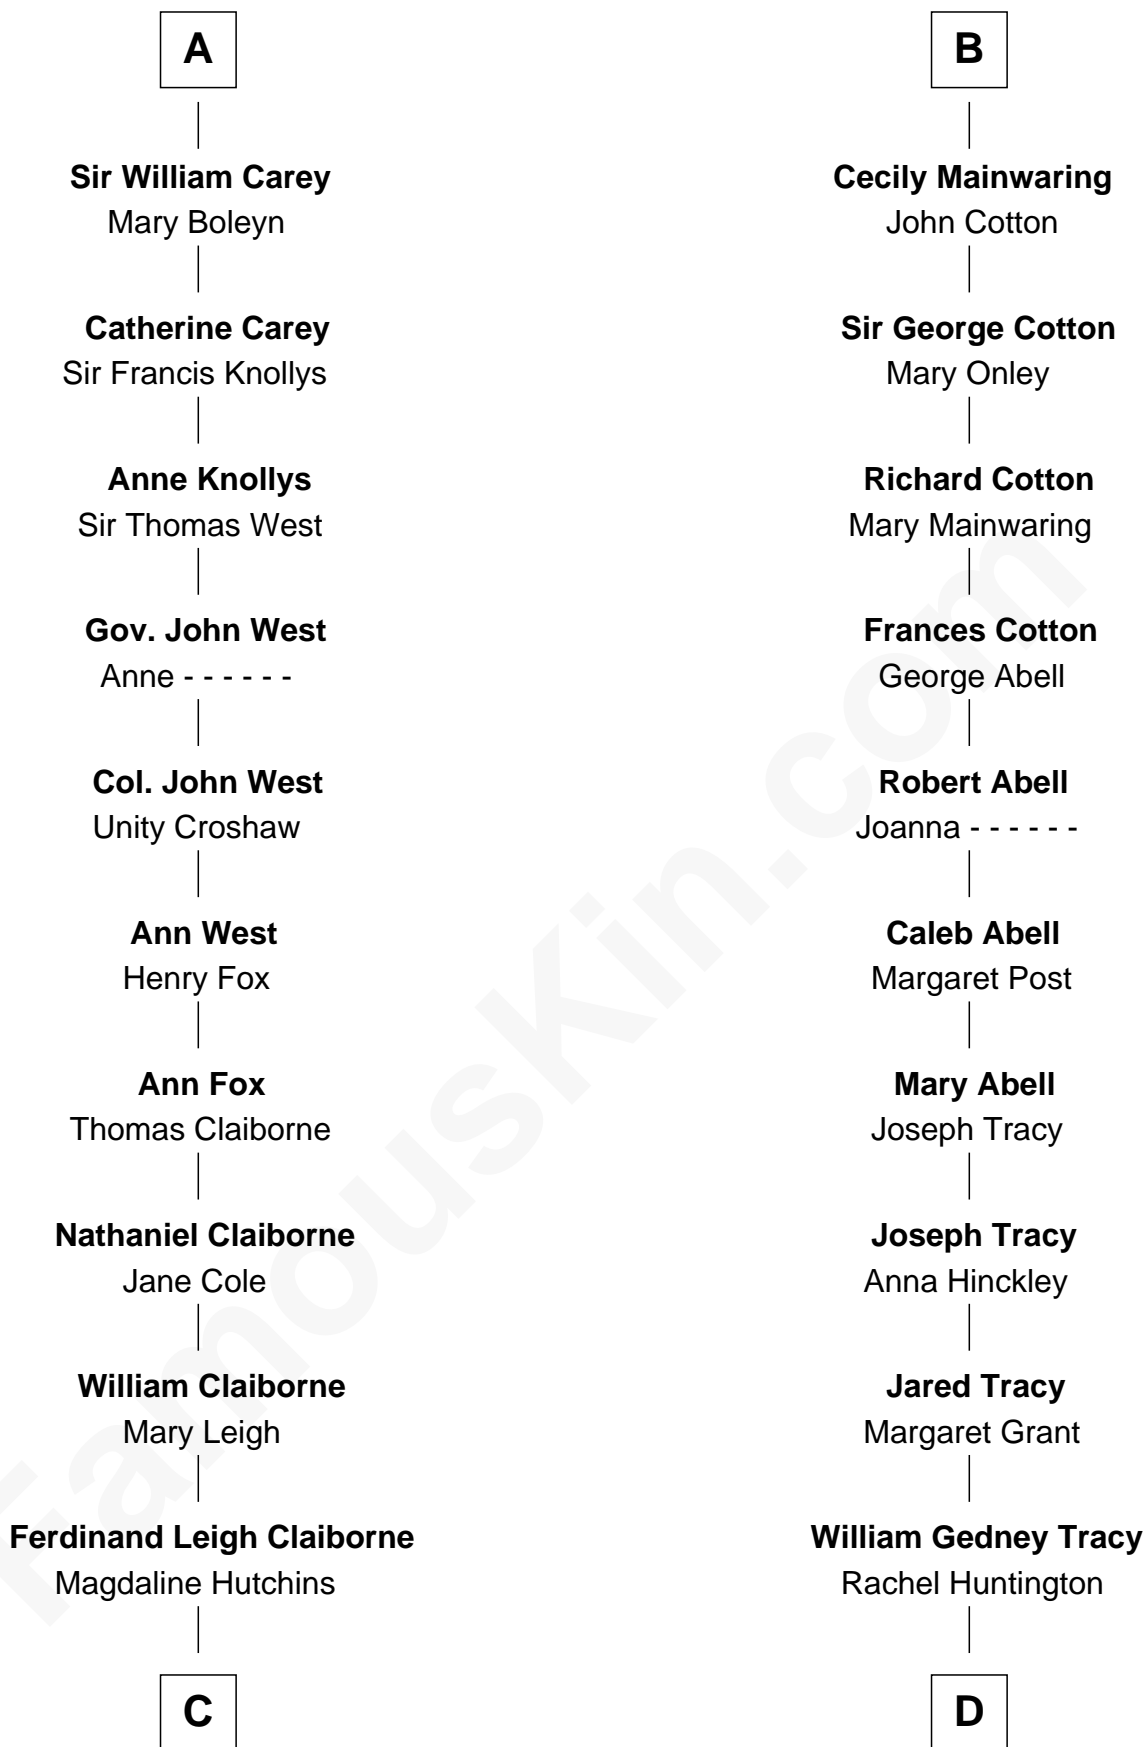 A
Sir William Carey
Mary Boleyn
Catherine Carey
Sir Francis Knollys
Anne Knollys
Sir Thomas West
Gov. John West
Anne - - - - - -
Col. John West
Unity Croshaw
Ann West
Henry Fox
Ann Fox
Thomas Claiborne
Nathaniel Claiborne
Jane Cole
William Claiborne
Mary Leigh
Ferdinand Leigh Claiborne
Magdaline Hutchins
C
B
Cecily Mainwaring
John Cotton
Sir George Cotton
Mary Onley
Richard Cotton
Mary Mainwaring
Frances Cotton
George Abell
Robert Abell
Joanna - - - - - -
Caleb Abell
Margaret Post
Mary Abell
Joseph Tracy
Joseph Tracy
Anna Hinckley
Jared Tracy
Margaret Grant
William Gedney Tracy
Rachel Huntington
D
FamousKin.com